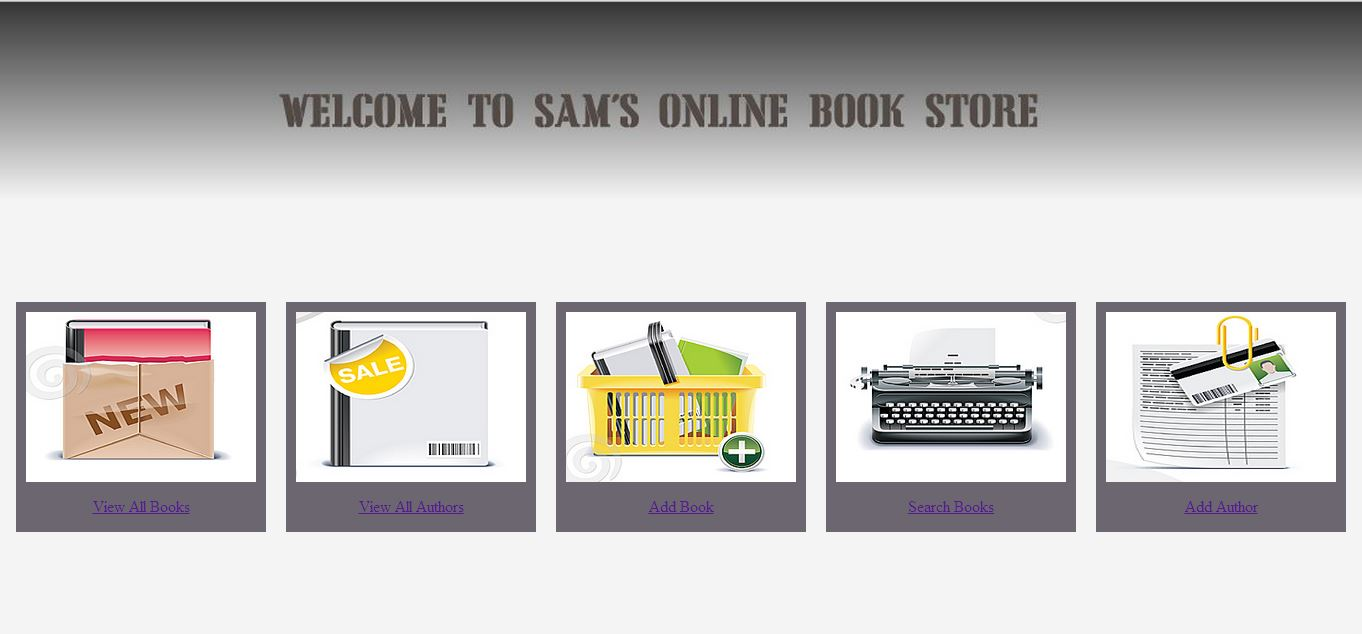 WELCOME TO SAM'S ONLINE BOOK STORE
NEW
SALE
View All Books
View All Authors
Add Book
Search Books
Add Author